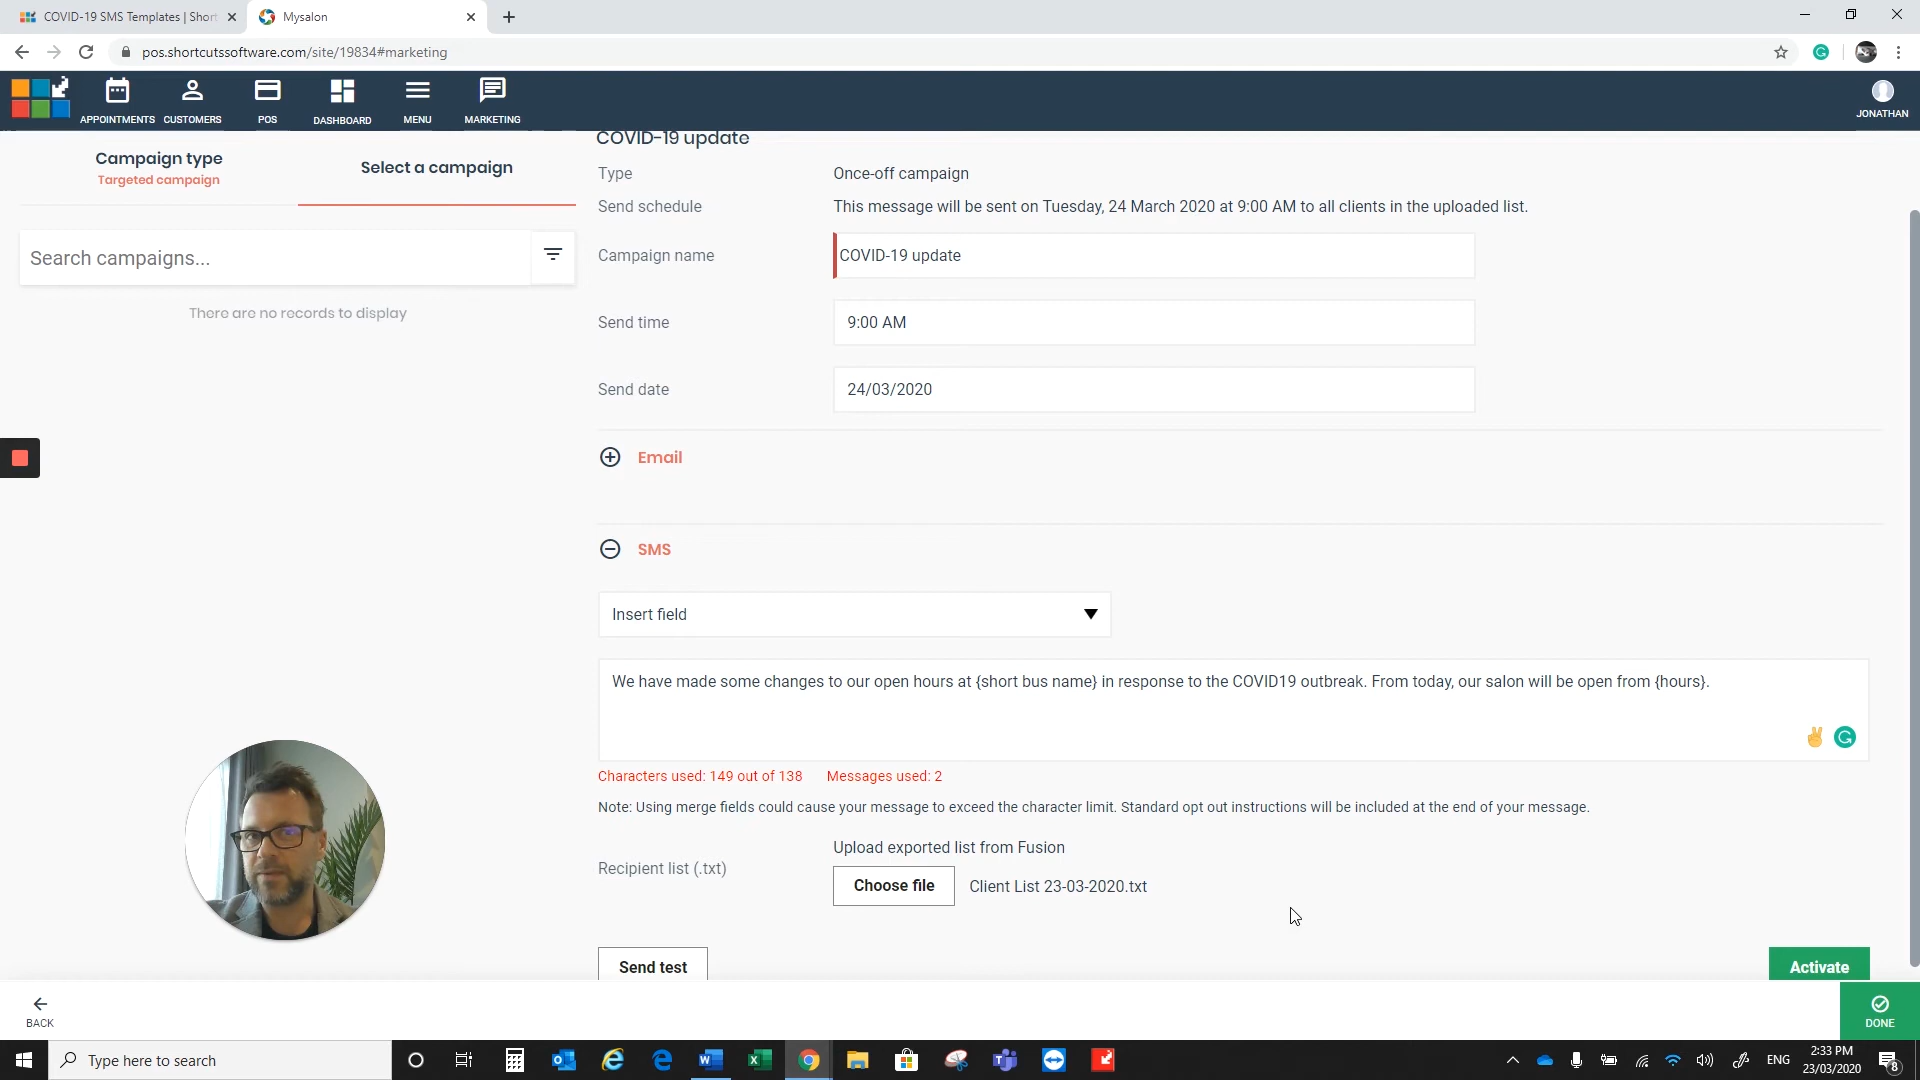 COVID-19 SMS Templates | Short
Mysalon
pos.shortcutssoftware.com/site/19834#marketing
APPOINTMENTS
CUSTOMERS
POS
DASHBOARD
MENU
MARKETING
JONATHAN
Campaign type
Targeted campaign
Select a campaign
Search campaigns...
There are no records to display
COVID-19 update
Type Once-off campaign
Send schedule This message will be sent on Tuesday, 24 March 2020 at 9:00 AM to all clients in the uploaded list.
Campaign name COVID-19 update
Send time 9:00 AM
Send date 24/03/2020
Email
SMS
Insert field
We have made some changes to our open hours at {short bus name} in response to the COVID19 outbreak. From today, our salon will be open from {hours}.
Characters used: 149 out of 138 Messages used: 2
Note: Using merge fields could cause your message to exceed the character limit. Standard opt out instructions will be included at the end of your message.
Upload exported list from Fusion
Recipient list (.txt)
Choose file Client List 23-03-2020.txt
Send test
Activate
BACK
DONE
Type here to search
ENG
2:33 PM
23/03/2020
8